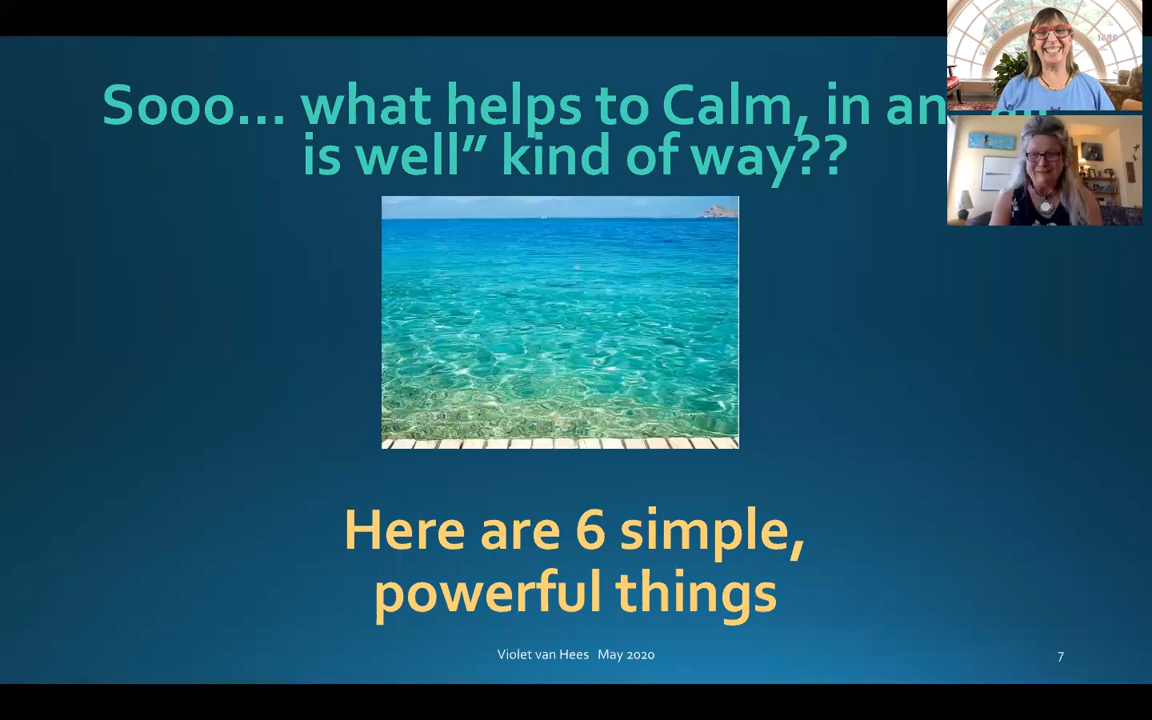 Sooo... what helps to Calm, in an
is well” kind of way??
Here are 6 simple,
powerful things
Violet van Hees May 2020
7